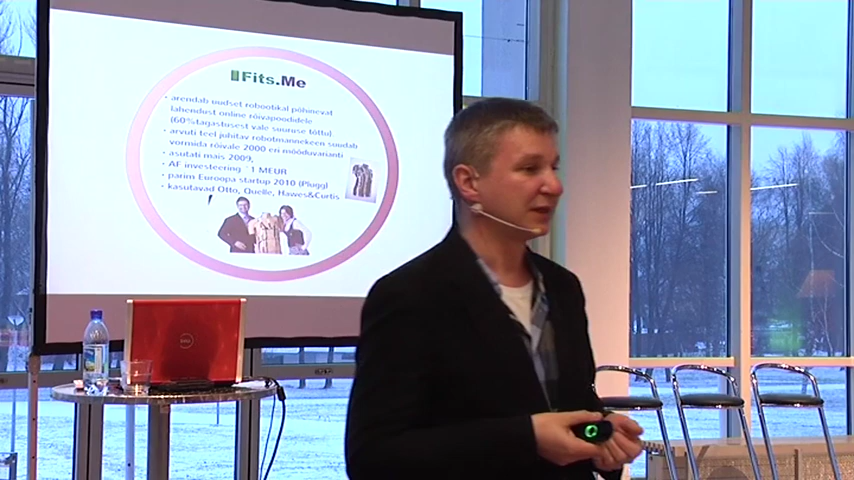 Fits.Me
• arendab uudset robootikal põhinevat
lahendust online rõivapoodidele
(60%tagastusest vale suuruse tõttu)
• arvuti teel juhitav robotmannekeen suudab
vormida rõivale 2000 en mõõduvarianti
• asutati mais 2009,
• AF investeering ~1 MEUR
• parim Euroopa startup 2010 (Plugg)
• kasutavad Otto, Quelle, Hawes&Curtis
DELL